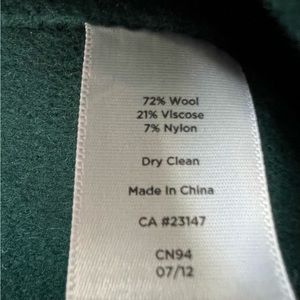 72% Wool
21% Viscose
7% Nylon
Dry Clean
Made In China
CA #23147
CN94
07/12